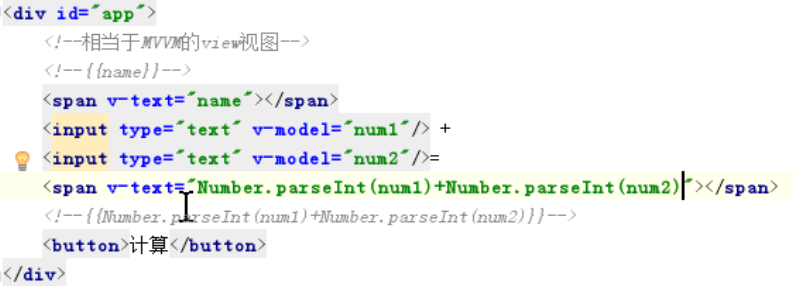 <div id="app">
<!--相当于MVVM的view视图-->
<!--{{name}}-->
<span v-text="name"></span>
<input type="text" v-model="num1"/> +
<input type="text" v-model="num2"/>=
<span v-text="Number.parseInt(num1)+Number.parseInt(num2)"></span>
<!--{{Number.parseInt(num1)+Number.parseInt(num2)}}-->
<button>计算</button>
</div>